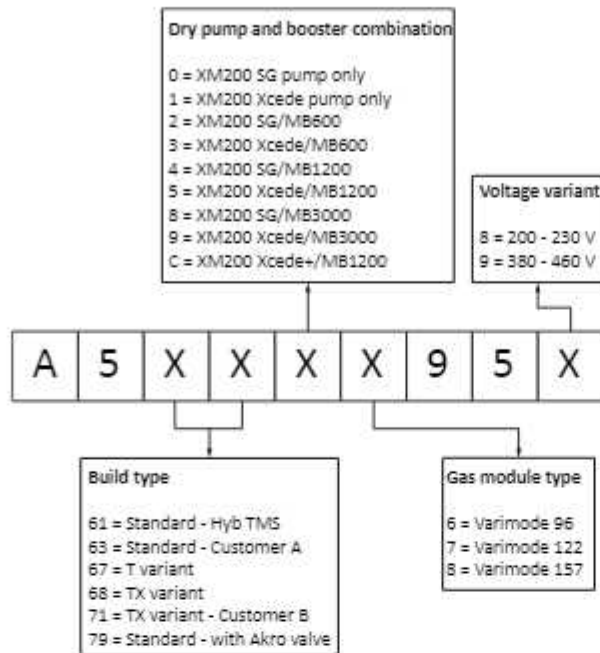 Dry pump and booster combination
0 = XM200 SG pump only
1 = XM200 Xcede pump only
2 = XM200 SG/MB600
3 = XM200 Xcede/MB600
4 = XM200 SG/MB1200
5 = XM200 Xcede/MB1200
8 = XM200 SG/MB3000
9 = XM200 Xcede/MB3000
C = XM200 Xcede+/MB1200
Voltage variant
8 = 200 - 230 V
9 = 380 - 460 V
A 5 X X X X 9 5 X
Build type
61 = Standard - Hyb TMS
63 = Standard - Customer A
67 = T variant
68 = TX variant
71 = TX variant - Customer B
79 = Standard - with Akro valve
Gas module type
6 = Varimode 96
7 = Varimode 122
8 = Varimode 157